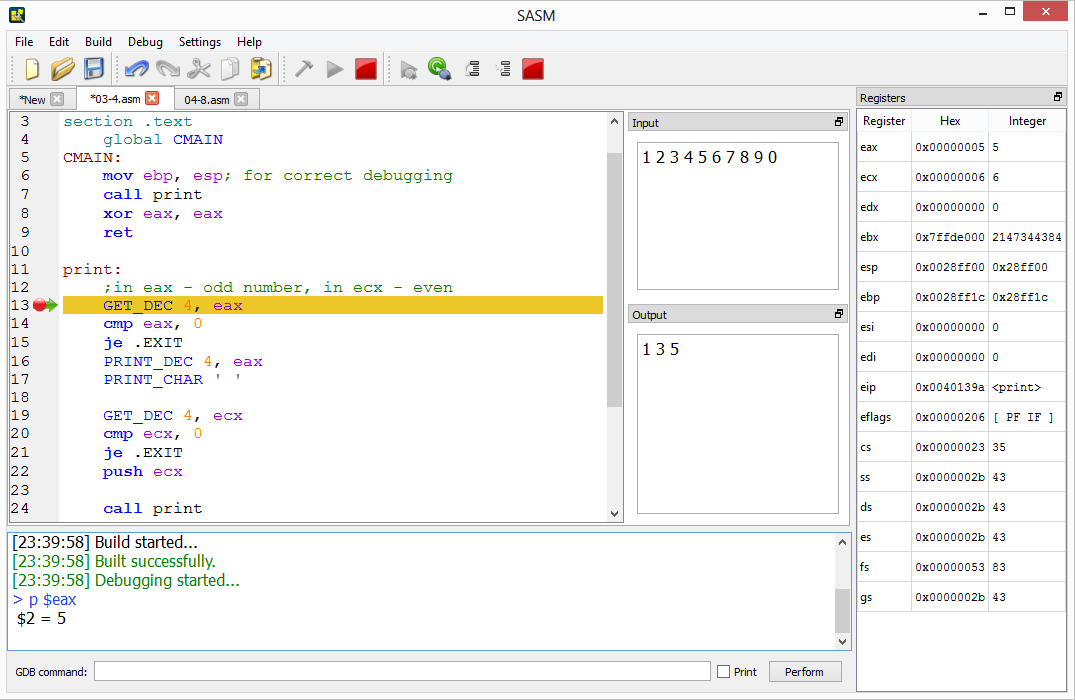 SASM
File Edit Build Debug Settings Help
*New *03-4.asm 04-8.asm
3 section .text
4 global CMAIN
5 CMAIN:
6 mov ebp, esp; for correct debugging
7 call print
8 xor eax, eax
9 ret
10
11 print:
12 ;in eax - odd number, in ecx - even
13 GET_DEC 4, eax
14 cmp eax, 0
15 je .EXIT
16 PRINT_DEC 4, eax
17 PRINT_CHAR ' '
18
19 GET_DEC 4, ecx
20 cmp ecx, 0
21 je .EXIT
22 push ecx
23
24 call print
Input
1 2 3 4 5 6 7 8 9 0
Output
1 3 5
Registers
Register Hex Integer
eax 0x00000005 5
ecx 0x00000006 6
edx 0x00000000 0
ebx 0x7ffde000 2147344384
esp 0x0028ff00 0x28ff00
ebp 0x0028ff1c 0x28ff1c
esi 0x00000000 0
edi 0x00000000 0
eip 0x0040139a <print>
eflags 0x00000206 [ PF IF ]
cs 0x00000023 35
ss 0x0000002b 43
ds 0x0000002b 43
es 0x0000002b 43
fs 0x00000053 83
gs 0x0000002b 43
[23:39:58] Build started...
[23:39:58] Built successfully.
[23:39:58] Debugging started...
> p $eax
$2 = 5
GDB command: Print Perform